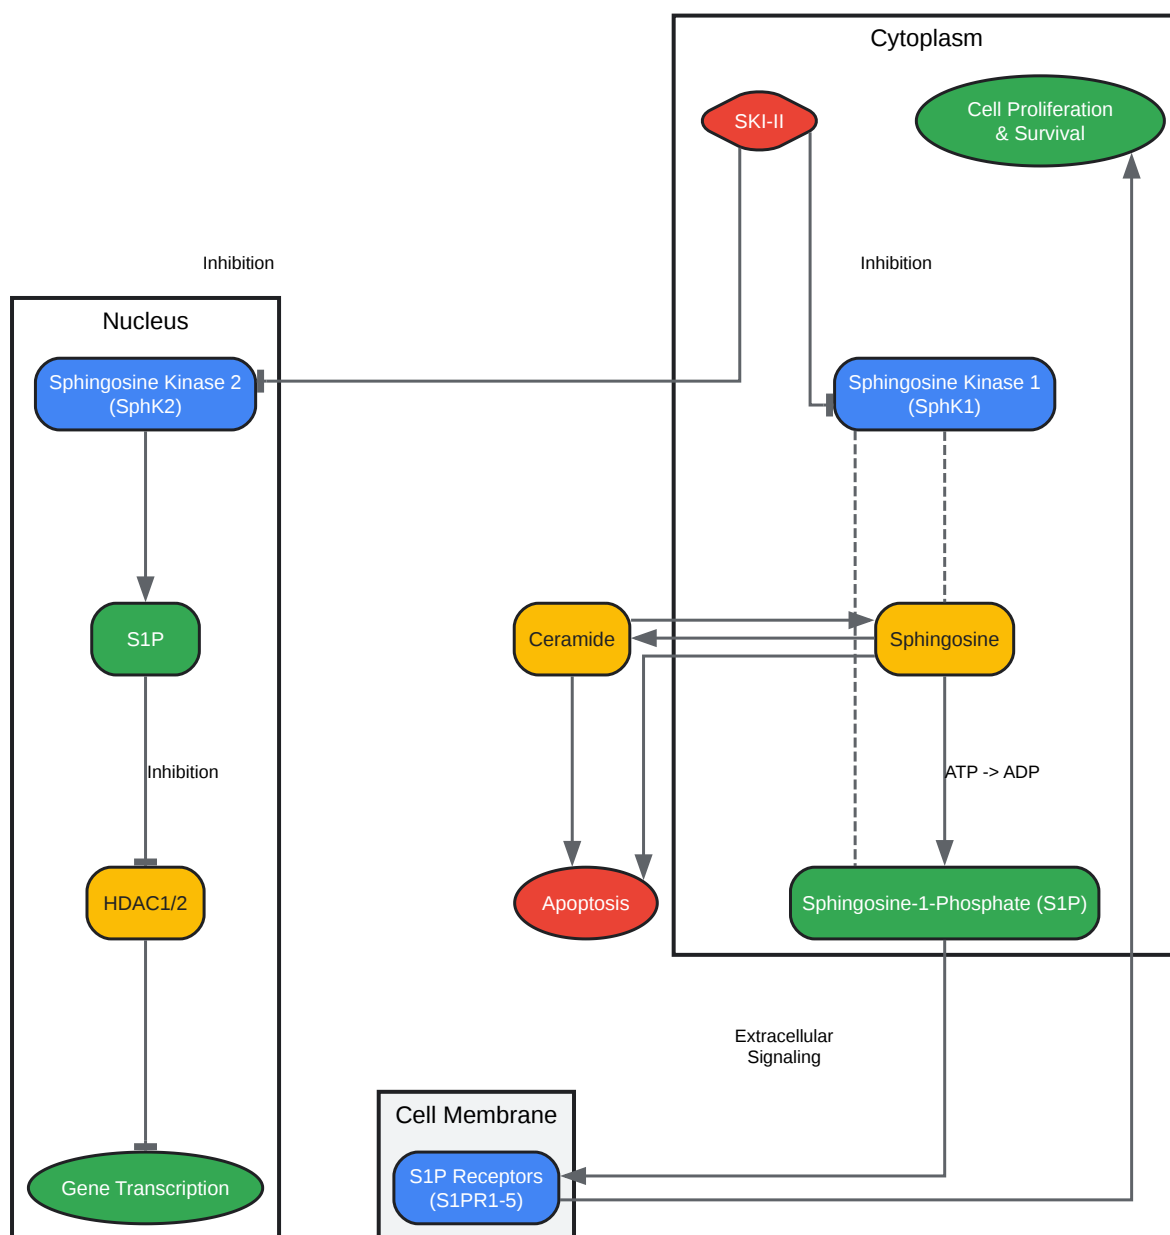 Cytoplasm
SKI-II
Cell Proliferation
& Survival
Inhibition
Inhibition
Nucleus
Sphingosine Kinase 2
(SphK2)
Sphingosine Kinase 1
(SphK1)
S1P
Ceramide
Sphingosine
Inhibition
ATP -> ADP
HDAC1/2
Apoptosis
Sphingosine-1-Phosphate (S1P)
Extracellular
Signaling
Cell Membrane
S1P Receptors
(S1PR1-5)
Gene Transcription